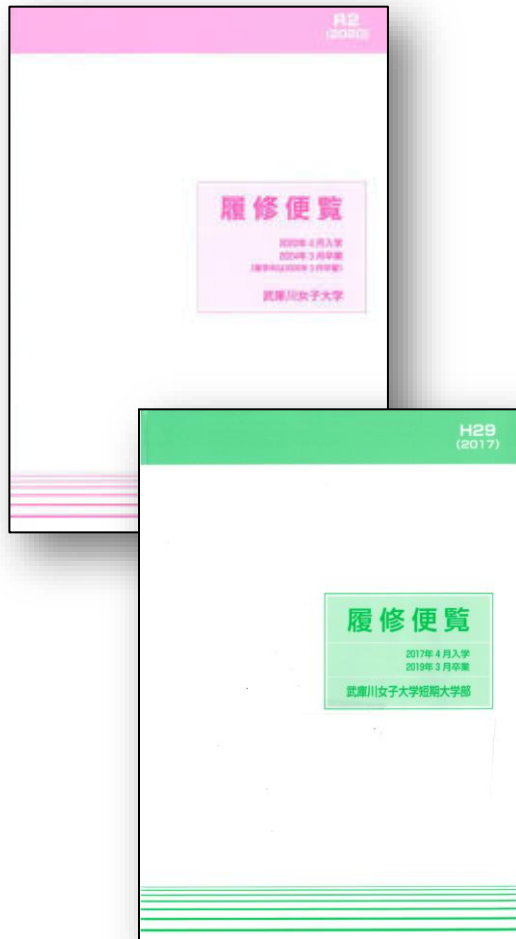 R2
(2020)
履修便覧
2020年4月入学
2024年3月卒業
武庫川女子大学
H29
(2017)
履修便覧
2017年4月入学
2019年3月卒業
武庫川女子大学短期大学部